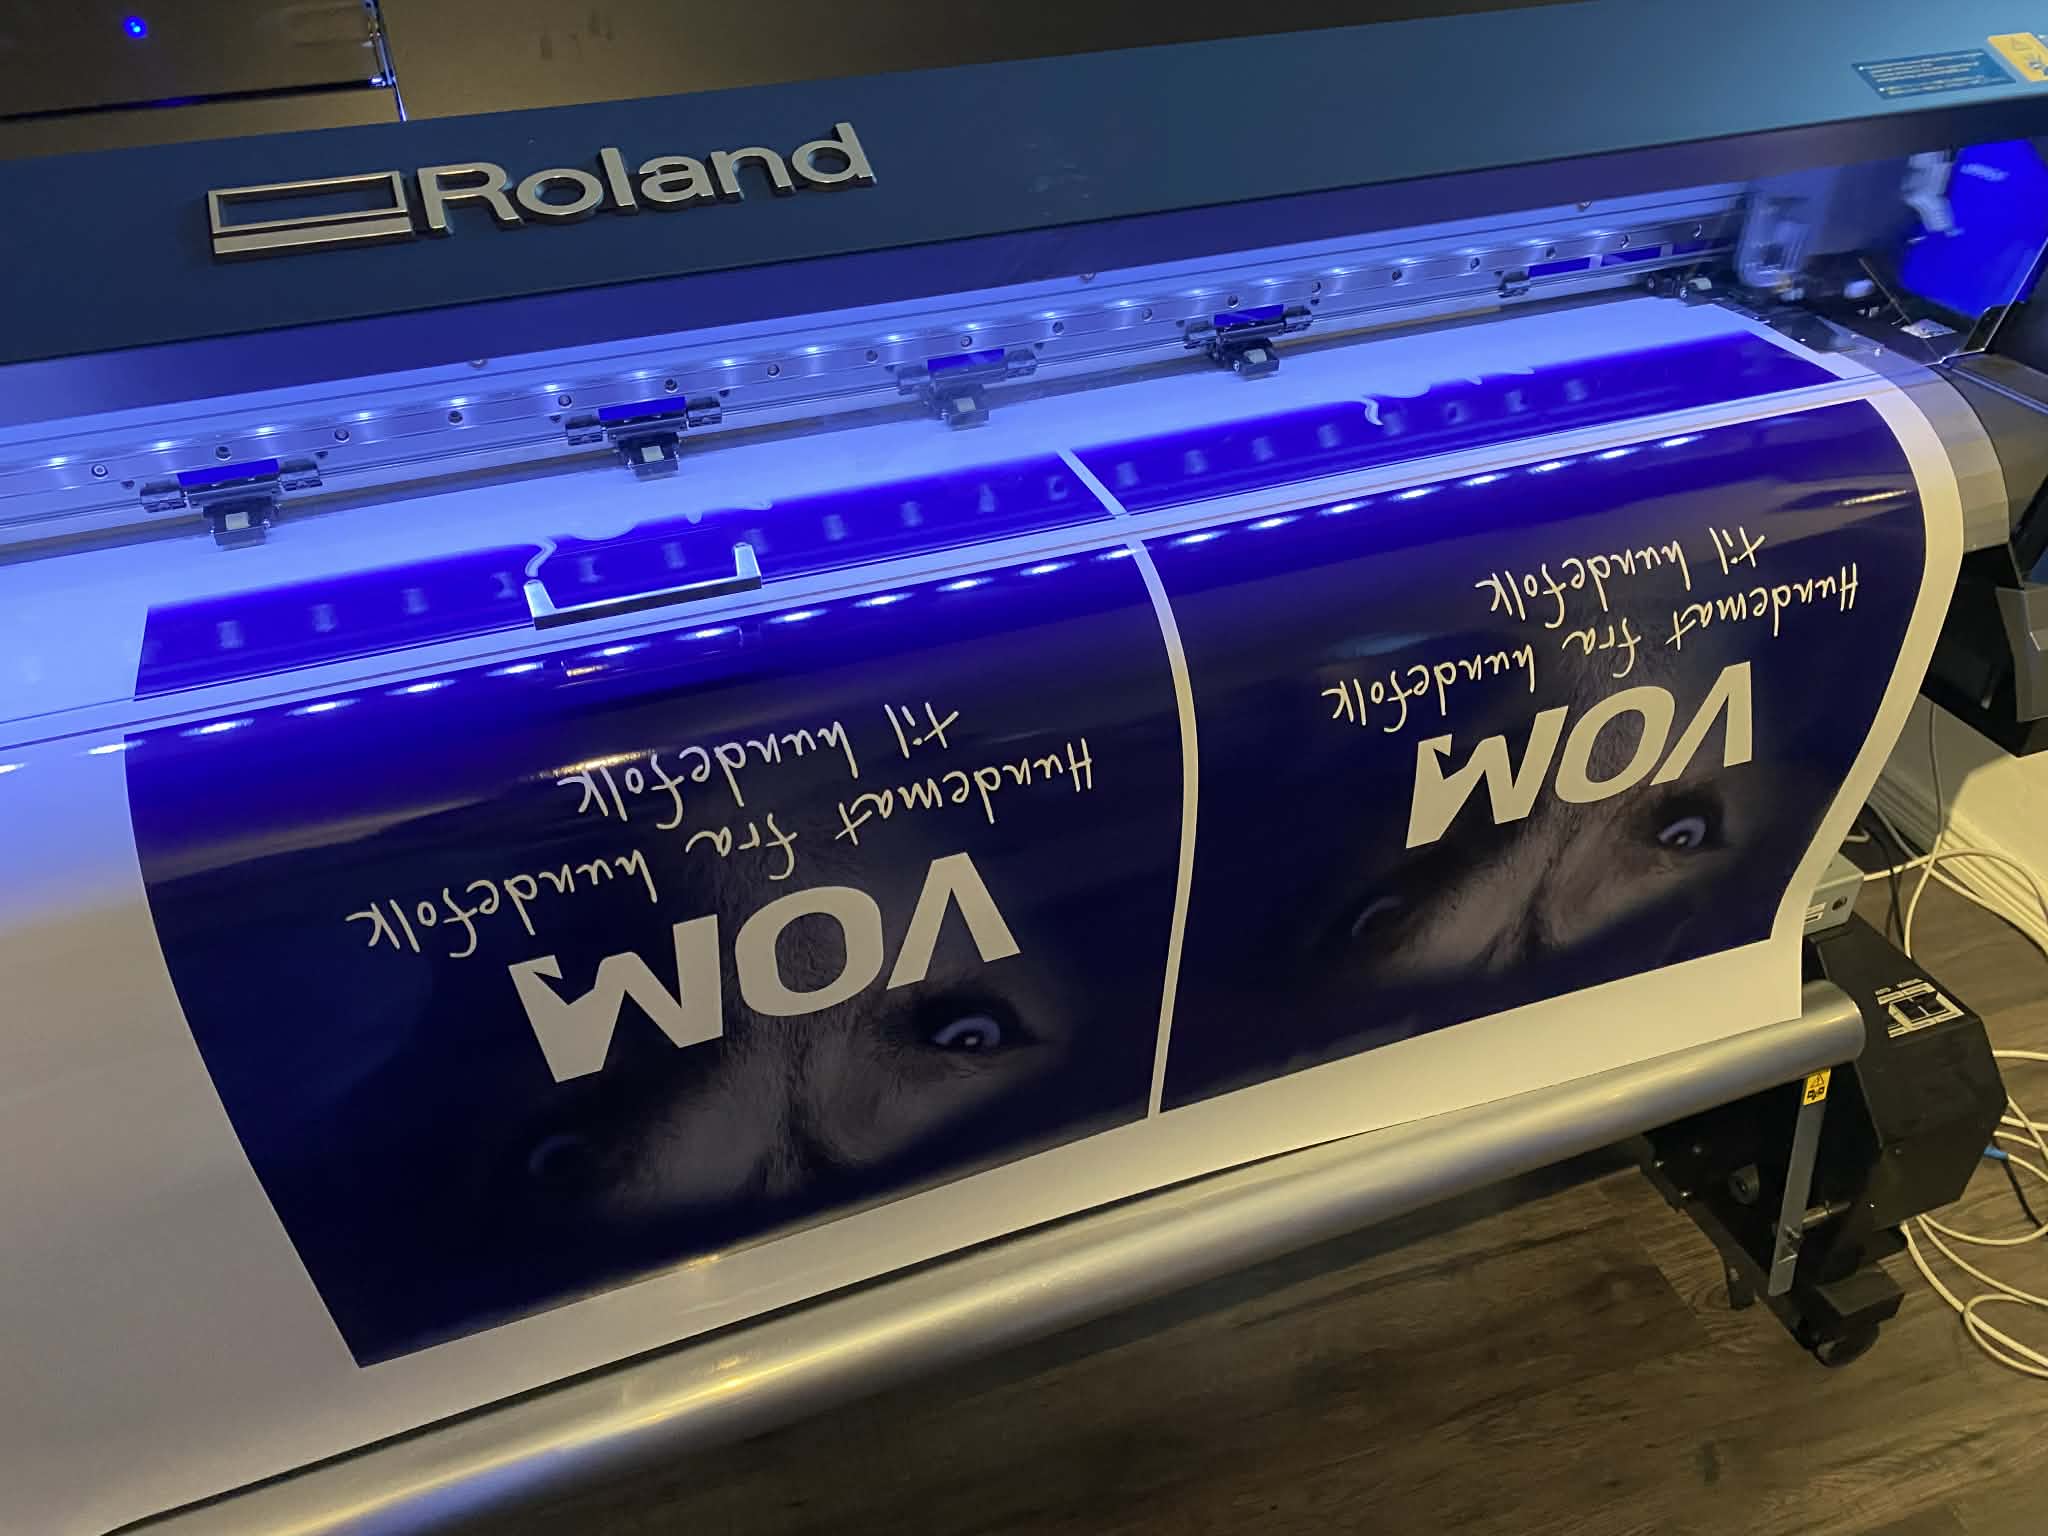 Roland
VOM
Hundemat fra hundefolk
til hundefolk
VOM
Hundemat fra hundefolk
til hundefolk